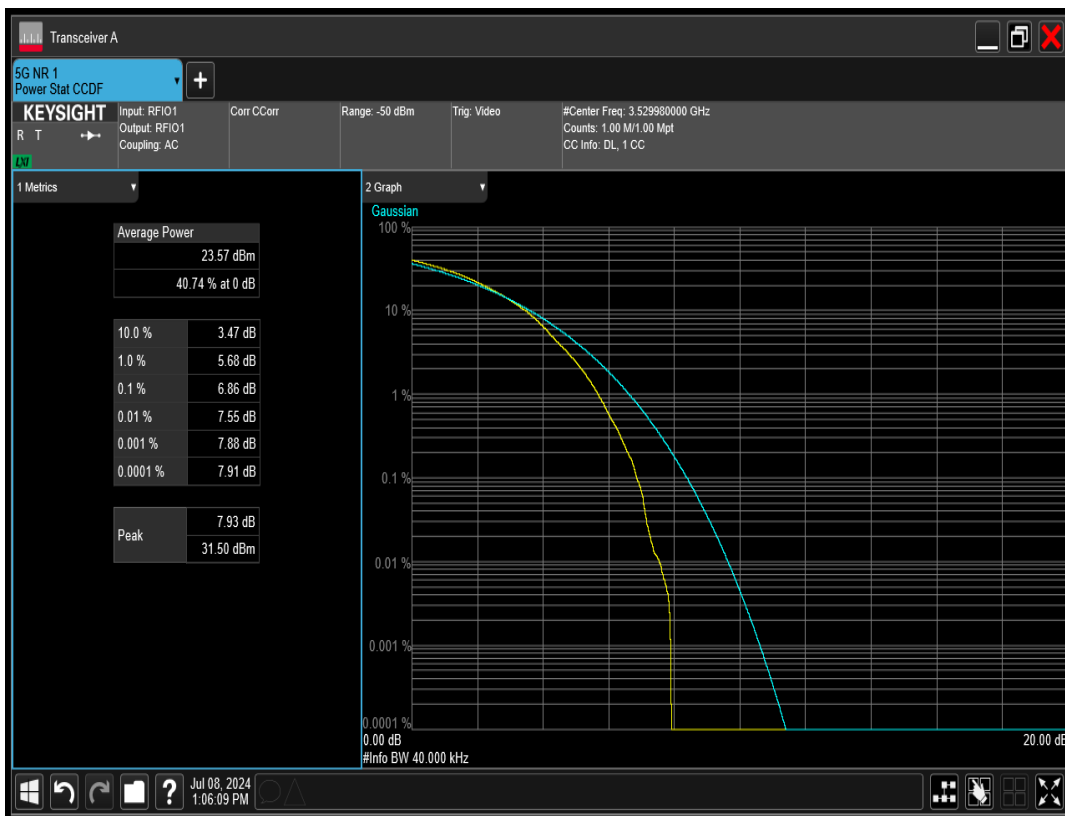 Transceiver A
5G NR 1
Power Stat CCDF
+
KEYSIGHT
R T
LXI
Input: RFIO1
Output: RFIO1
Coupling: AC
Corr CCorr
Range: -50 dBm
Trig: Video
#Center Freq: 3.529980000 GHz
Counts: 1.00 M/1.00 Mpt
CC Info: DL, 1 CC
1 Metrics
Average Power
23.57 dBm
40.74 % at 0 dB
10.0 % 3.47 dB
1.0 % 5.68 dB
0.1 % 6.86 dB
0.01 % 7.55 dB
0.001 % 7.88 dB
0.0001 % 7.91 dB
Peak
7.93 dB
31.50 dBm
2 Graph
Gaussian
100 %
10 %
1 %
0.1 %
0.01 %
0.001 %
0.0001 %
0.00 dB
20.00 dB
#Info BW 40.000 kHz
?
Jul 08, 2024
1:06:09 PM